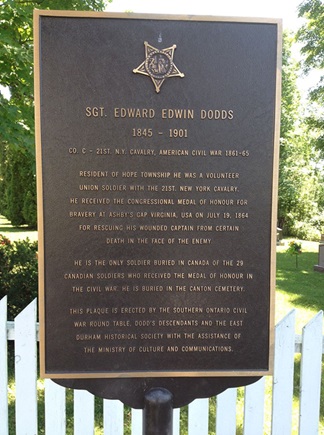 SGT. EDWARD EDWIN DODDS
1845 - 1901
CO. C - 21ST. N.Y. CAVALRY, AMERICAN CIVIL WAR 1861-65
RESIDENT OF HOPE TOWNSHIP HE WAS A VOLUNTEER
UNION SOLDIER WITH THE 21ST. NEW YORK CAVALRY.
HE RECEIVED THE CONGRESSIONAL MEDAL OF HONOUR FOR
BRAVERY AT ASHBY'S GAP VIRGINIA, USA ON JULY 19, 1864
FOR RESCUING HIS WOUNDED CAPTAIN FROM CERTAIN
DEATH IN THE FACE OF THE ENEMY.
HE IS THE ONLY SOLDIER BURIED IN CANADA OF THE 29
CANADIAN SOLDIERS WHO RECEIVED THE MEDAL OF HONOUR IN
THE CIVIL WAR. HE IS BURIED IN THE CANTON CEMETERY.
THIS PLAQUE IS ERECTED BY THE SOUTHERN ONTARIO CIVIL
WAR ROUND TABLE, DODD'S DESCENDANTS AND THE EAST
DURHAM HISTORICAL SOCIETY WITH THE ASSISTANCE OF
THE MINISTRY OF CULTURE AND COMMUNICATIONS.